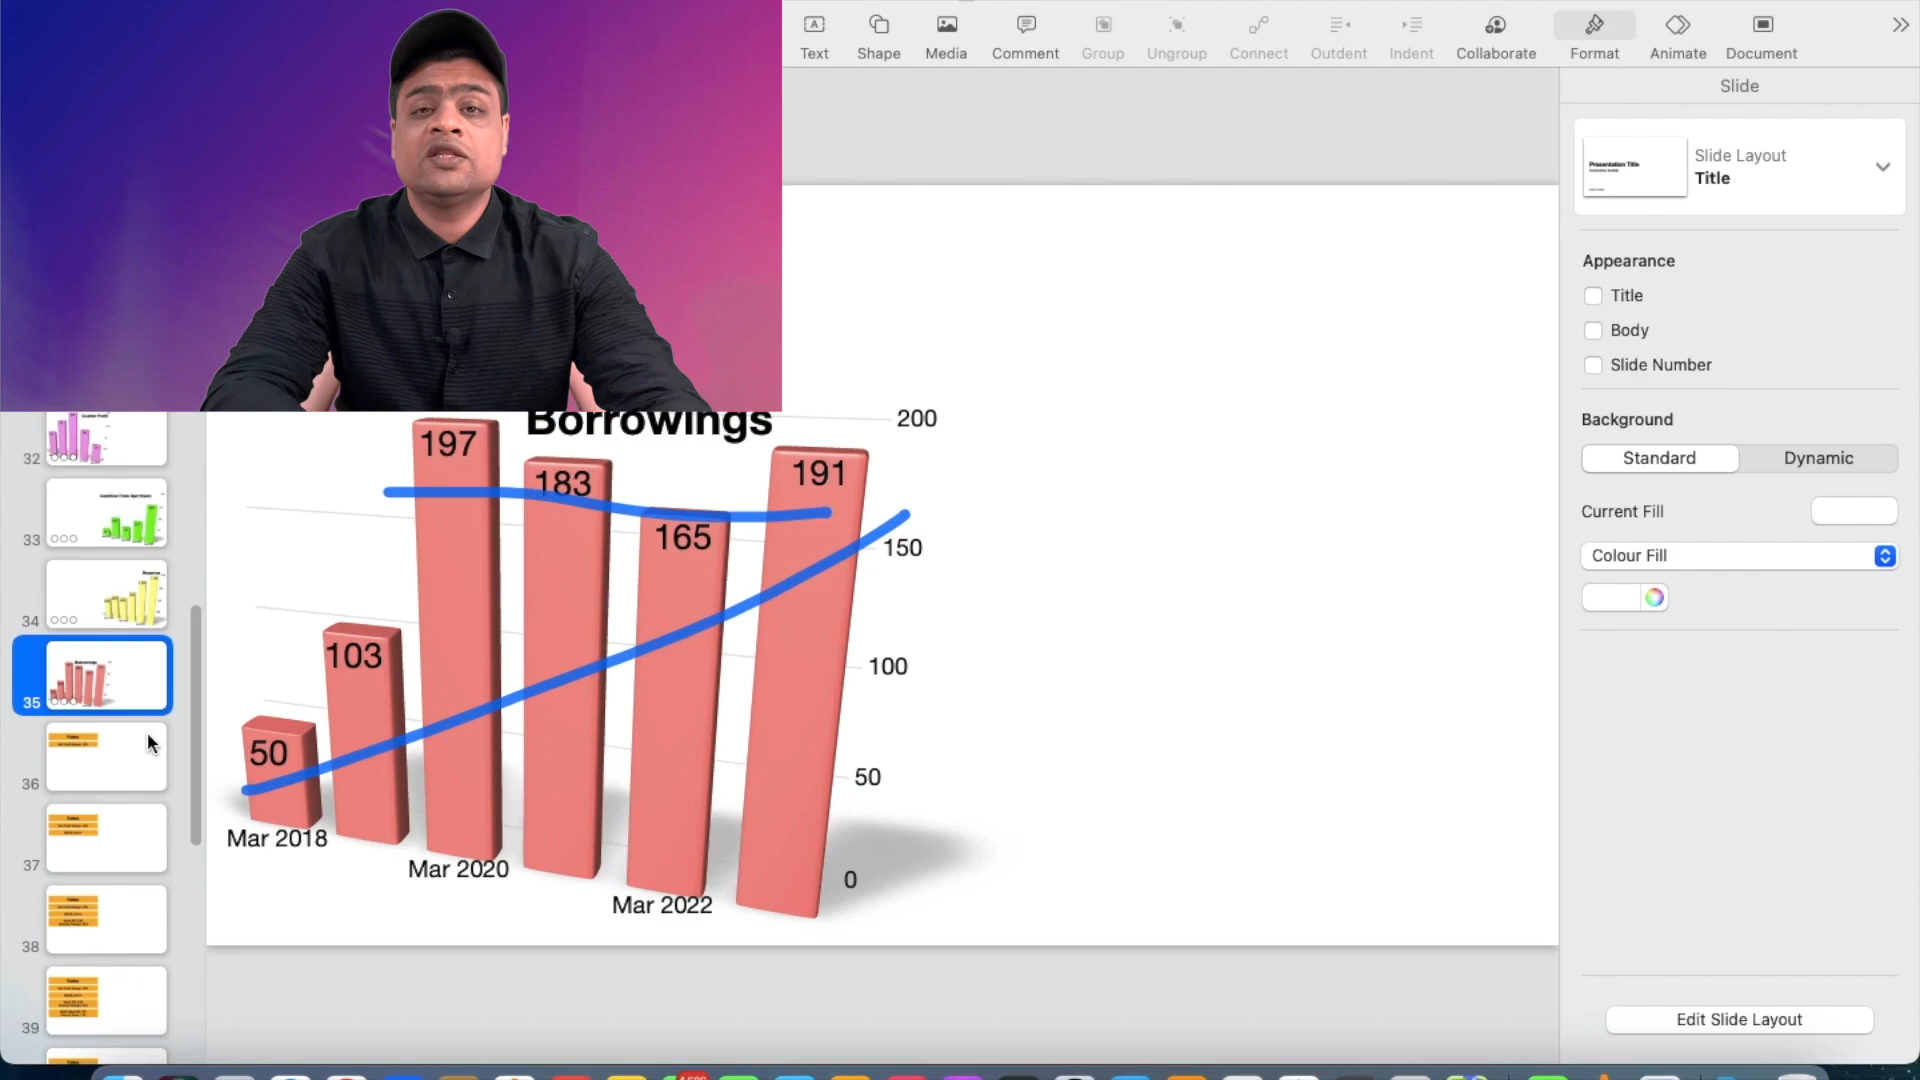 Text
Shape
Media
Comment
Group
Ungroup
Connect
Outdent
Indent
Collaborate
Format
Animate
Document
Slide
Presentation Title
Slide Layout
Title
Appearance
Title
Body
Slide Number
Background
Standard
Dynamic
Current Fill
Colour Fill
Edit Slide Layout
Borrowings
200
150
100
50
0
50
103
197
183
165
191
Mar 2018
Mar 2020
Mar 2022
32
33
34
35
36
37
38
39
Borrowings